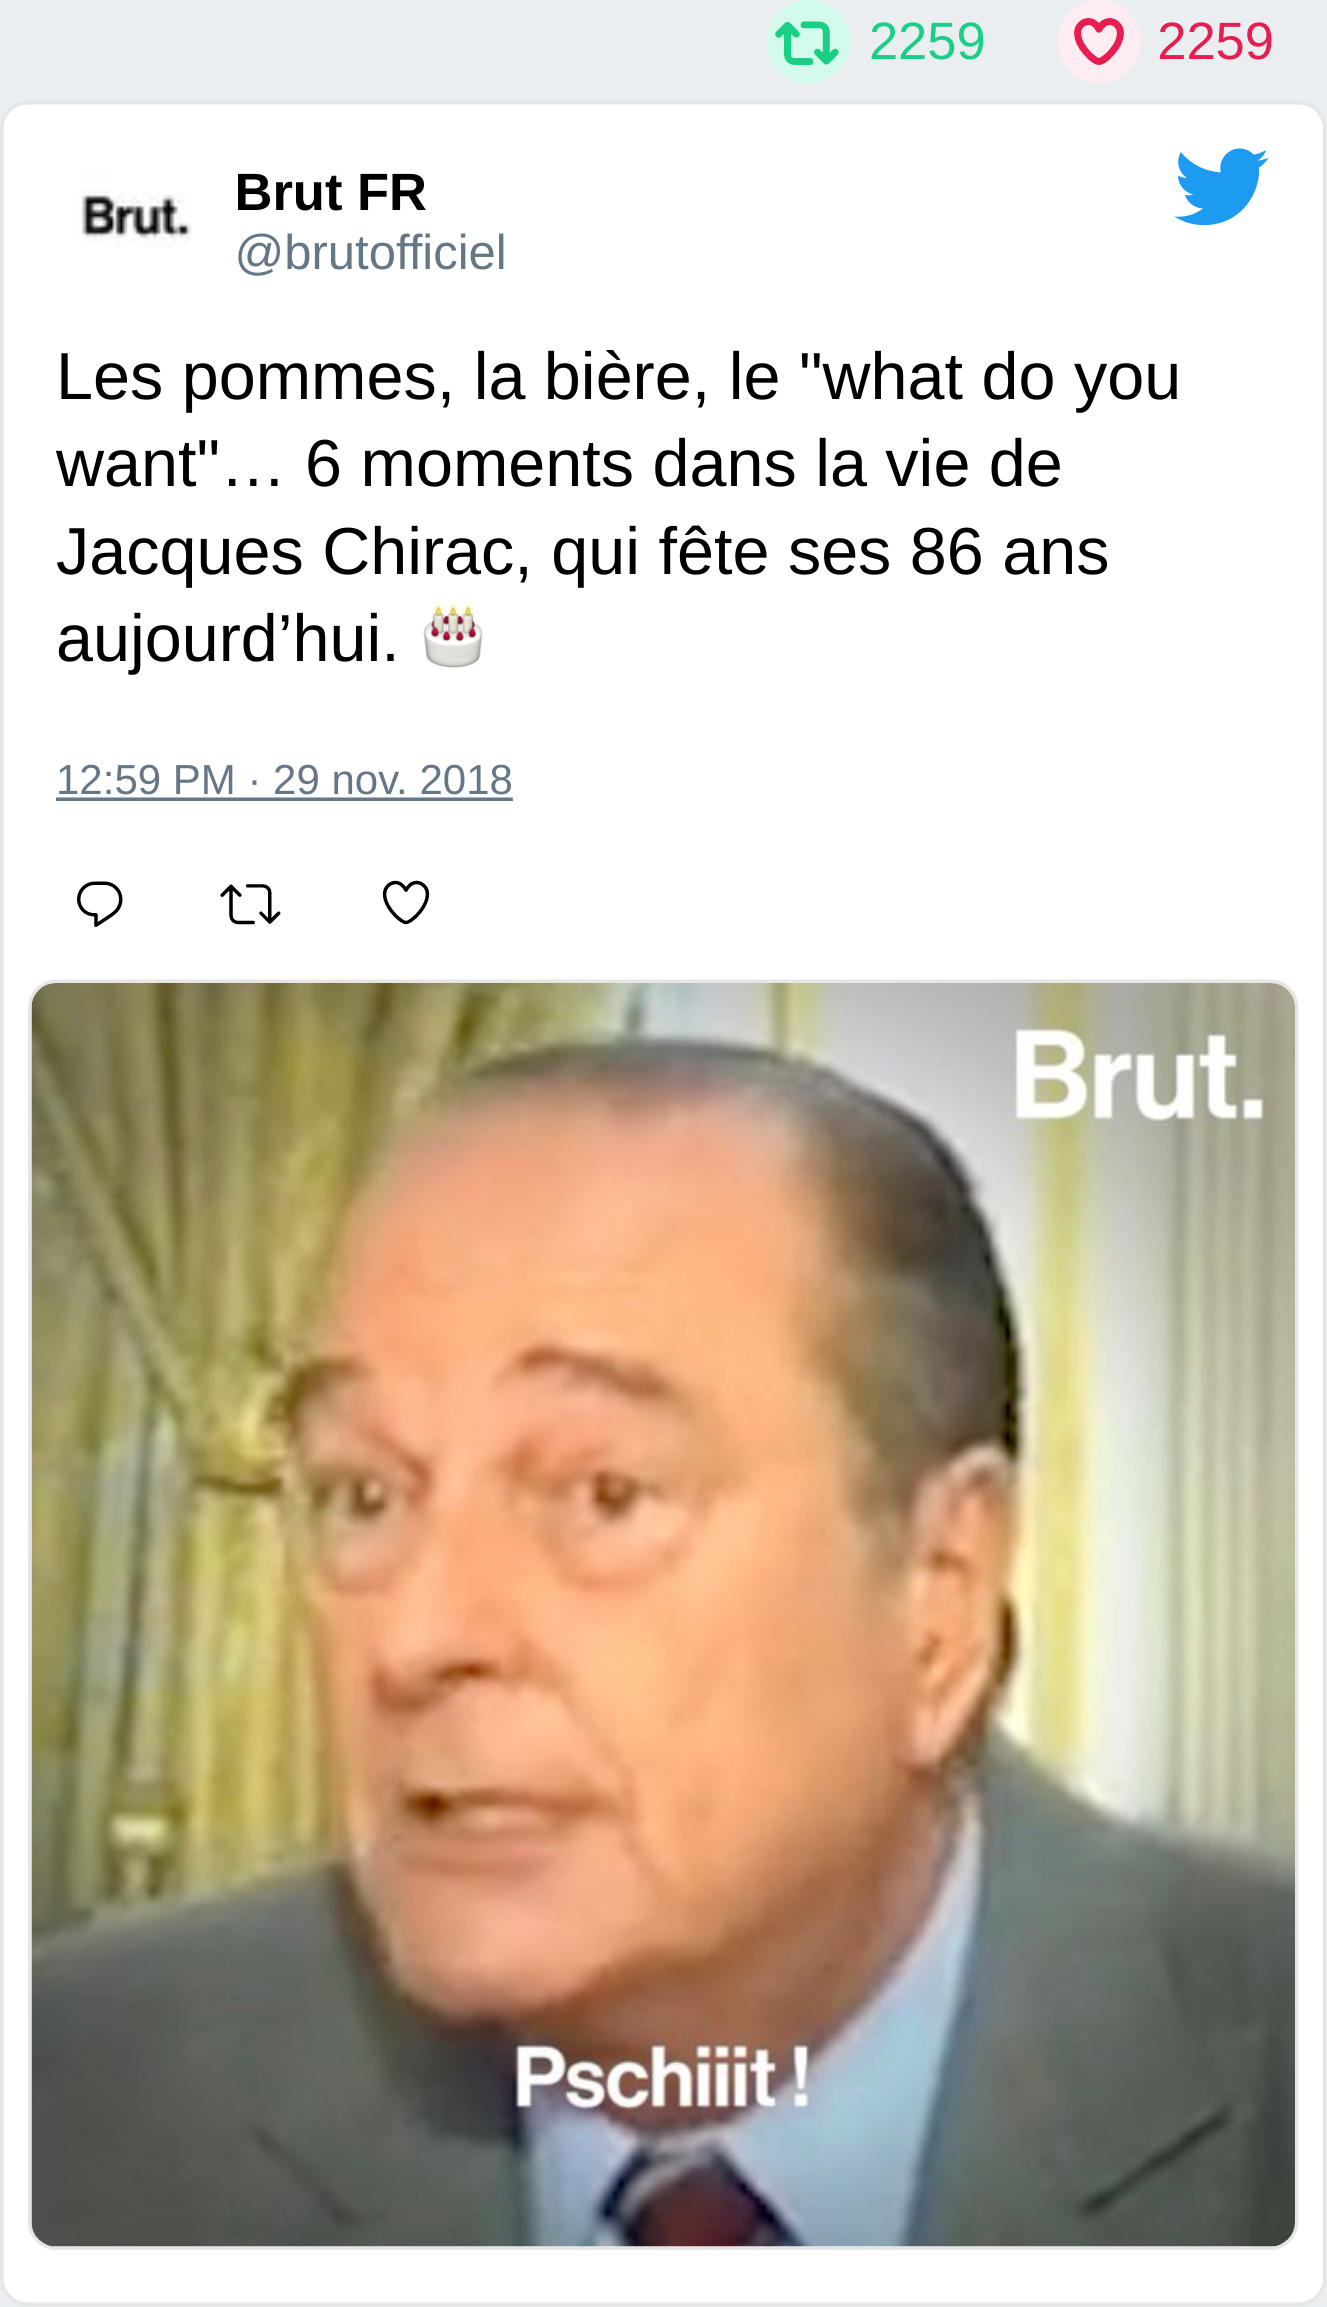 2259 2259
Brut.
Brut FR
@brutofficiel
Les pommes, la bière, le "what do you
want"… 6 moments dans la vie de
Jacques Chirac, qui fête ses 86 ans
aujourd’hui. 🎂
12:59 PM · 29 nov. 2018
Brut.
Pschiiit !